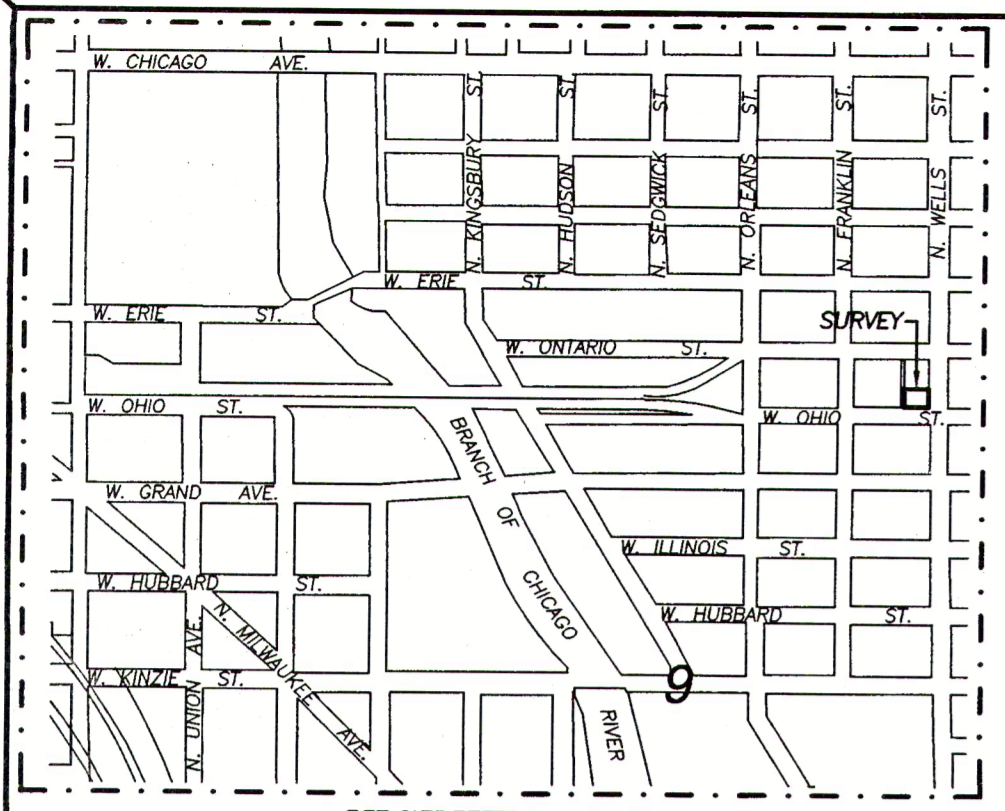 W. CHICAGO AVE.
N. KINGSBURY ST.
N. HUDSON ST.
N. SEDGWICK ST.
N. ORLEANS ST.
N. FRANKLIN ST.
N. WELLS ST.
W. ERIE ST.
W. ERIE ST.
SURVEY
W. ONTARIO ST.
W. OHIO ST.
W. OHIO ST.
BRANCH OF CHICAGO RIVER
W. GRAND AVE.
W. ILLINOIS ST.
W. HUBBARD ST.
W. HUBBARD ST.
N. UNION AVE.
N. MILWAUKEE AVE.
W. KINZIE ST.
9